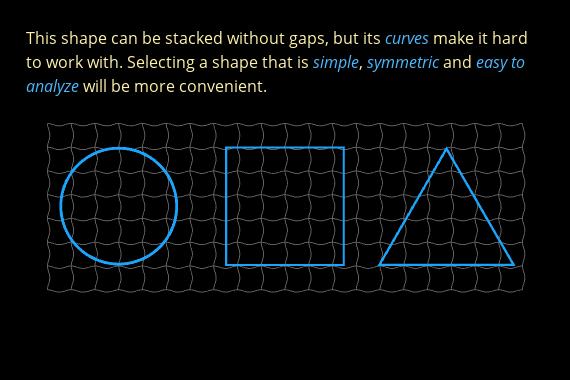 This shape can be stacked without gaps, but its curves make it hard
to work with. Selecting a shape that is simple, symmetric and easy to
analyze will be more convenient.